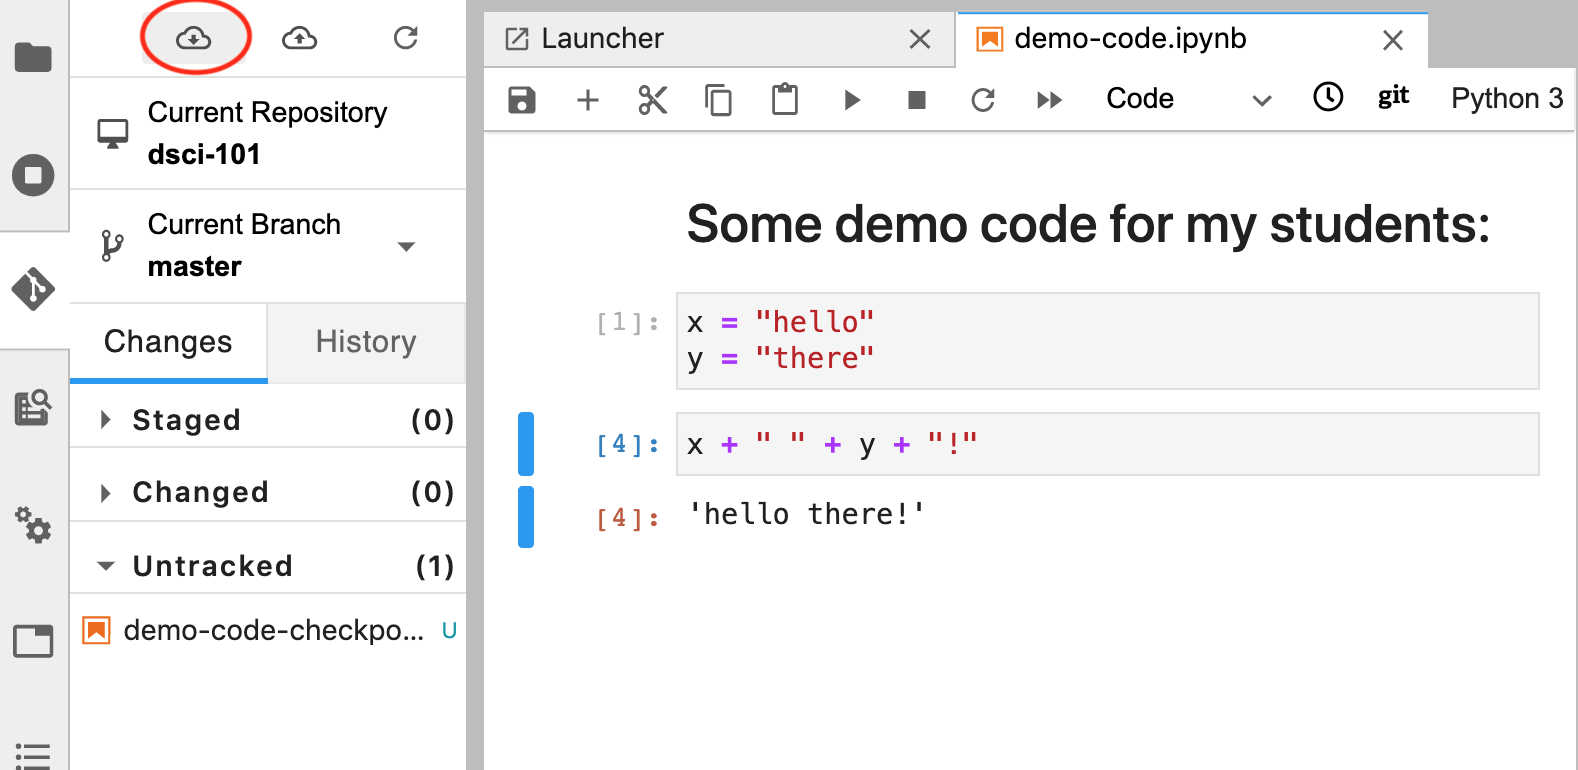 Current Repository
dsci-101
Current Branch
master
Changes
History
Staged (0)
Changed (0)
Untracked (1)
demo-code-checkpo... U
Launcher
demo-code.ipynb
Code
git
Python 3
Some demo code for my students:
[1]: x = "hello"
y = "there"
[4]: x + " " + y + "!"
[4]: 'hello there!'